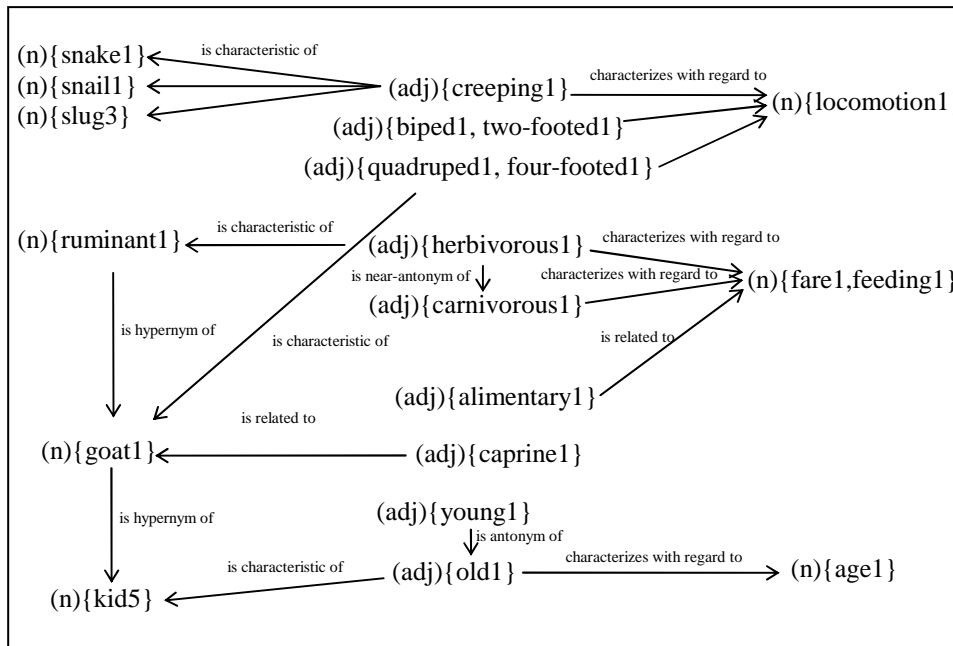 (n){snake1} is characteristic of
(n){snail1} (adj){creeping1} characterizes with regard to (n){locomotion1
(n){slug3}
(adj){biped1, two-footed1}
(adj){quadruped1, four-footed1}
(n){ruminant1} is characteristic of (adj){herbivorous1} characterizes with regard to
is near-antonym of characterizes with regard to (n){fare1,feeding1}
(adj){carnivorous1}
is hypernym of is characteristic of is related to
(adj){alimentary1}
is related to
(n){goat1} (adj){caprine1}
is hypernym of (adj){young1}
is antonym of
is characteristic of (adj){old1} characterizes with regard to (n){age1}
(n){kid5}